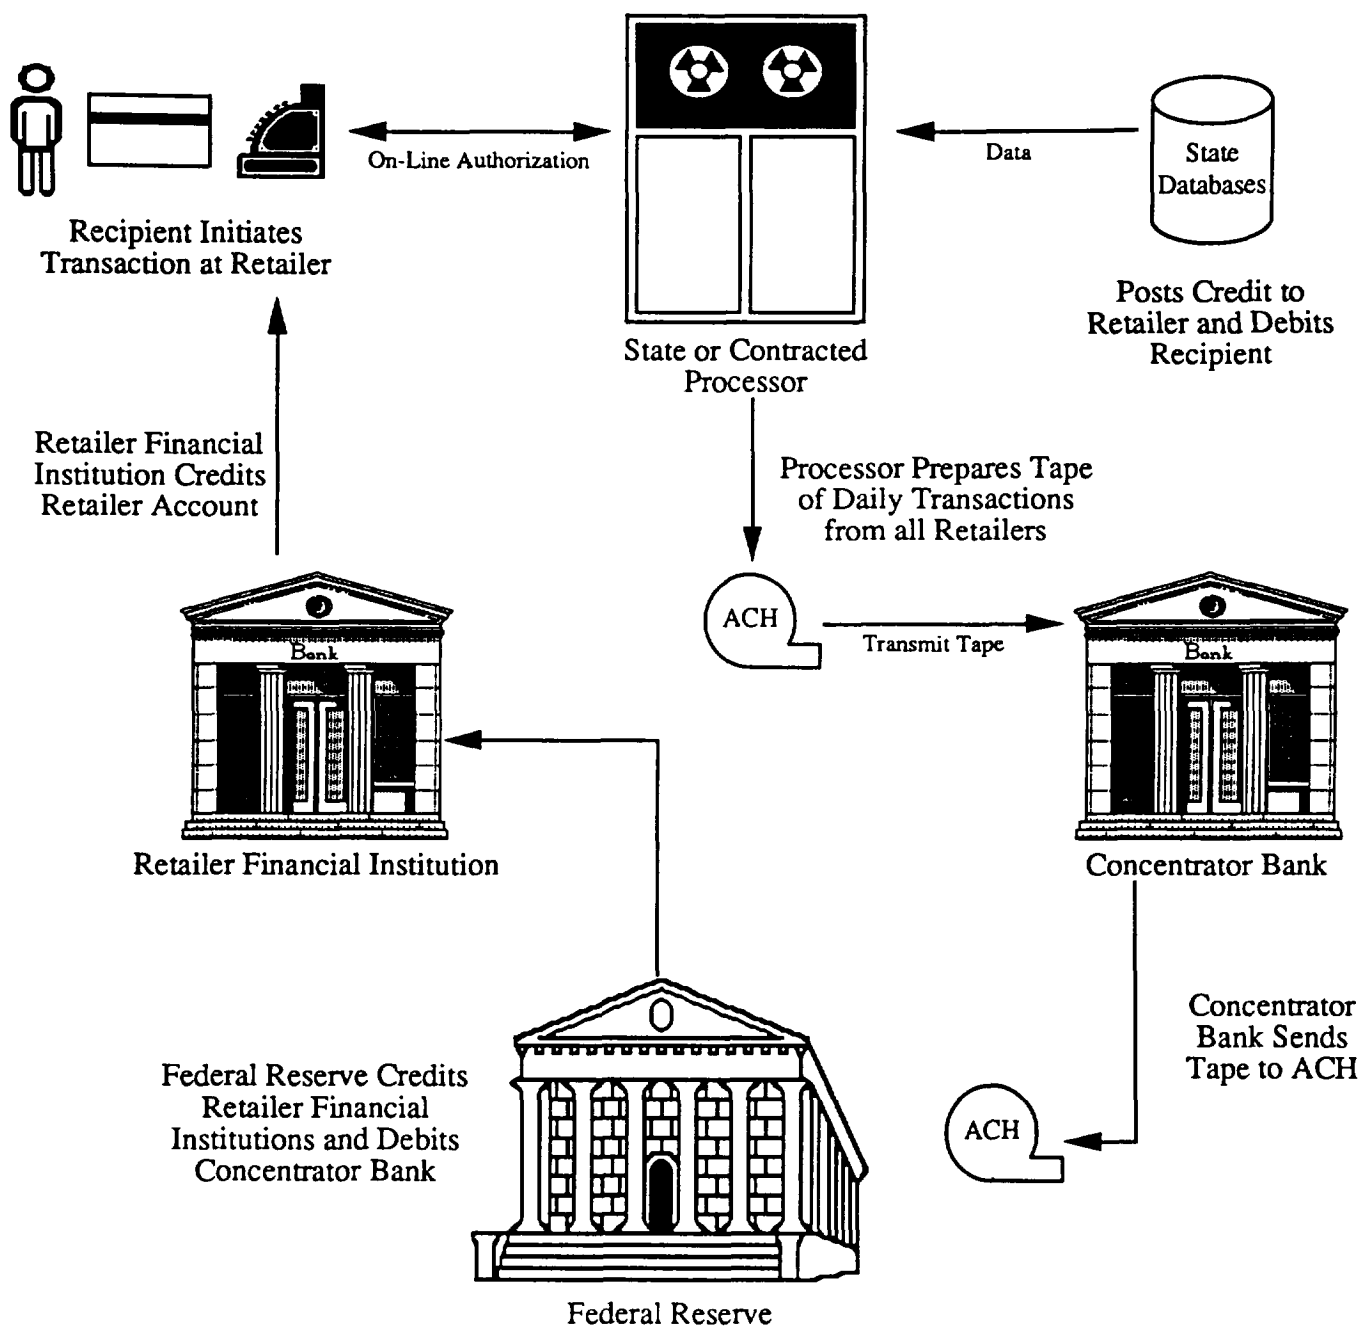 On-Line Authorization
Data
State
Databases
Recipient Initiates
Transaction at Retailer
Posts Credit to
Retailer and Debits
Recipient
State or Contracted
Processor
Retailer Financial
Institution Credits
Retailer Account
Processor Prepares Tape
of Daily Transactions
from all Retailers
ACH
Transmit Tape
Bank
Bank
Retailer Financial Institution
Concentrator Bank
Concentrator
Bank Sends
Tape to ACH
Federal Reserve Credits
Retailer Financial
Institutions and Debits
Concentrator Bank
ACH
Federal Reserve